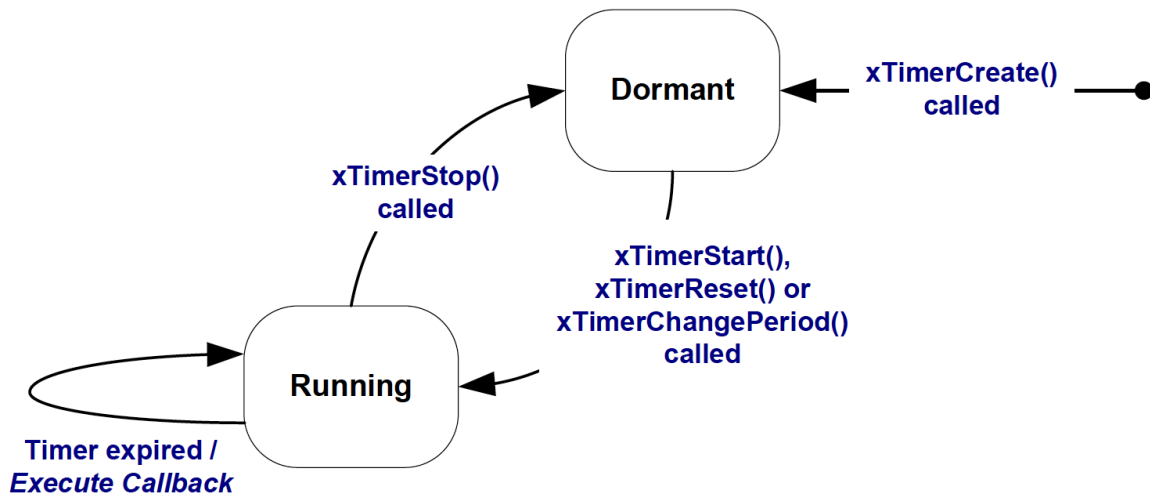 Dormant
xTimerCreate()
called
xTimerStop()
called
xTimerStart(),
xTimerReset() or
xTimerChangePeriod()
called
Running
Timer expired /
Execute Callback